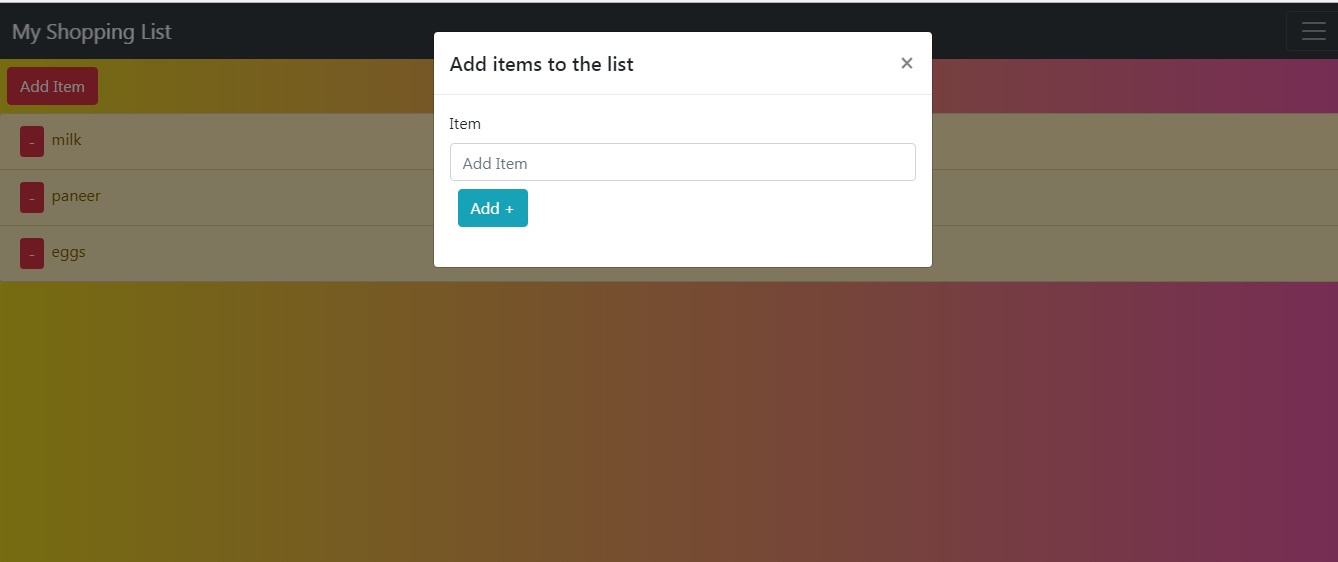 My Shopping List
Add items to the list ×
Add Item
Item
Add Item
Add +
- milk
- paneer
- eggs